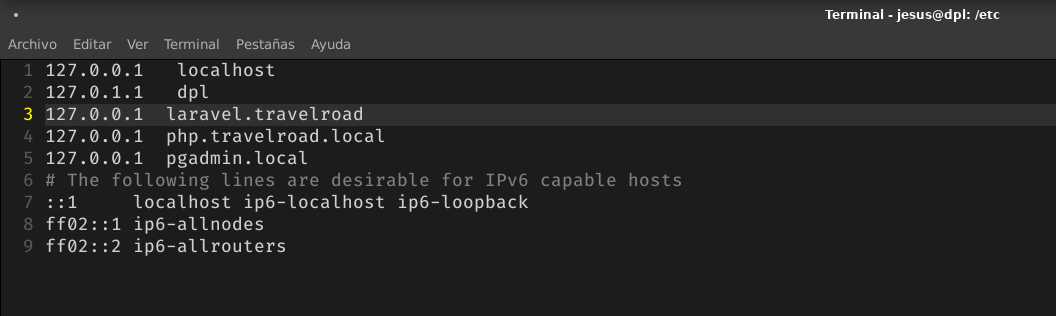 Terminal - jesus@dpl: /etc
Archivo Editar Ver Terminal Pestañas Ayuda
1 127.0.0.1   localhost
2 127.0.1.1   dpl
3 127.0.0.1  laravel.travelroad
4 127.0.0.1  php.travelroad.local
5 127.0.0.1  pgadmin.local
6 # The following lines are desirable for IPv6 capable hosts
7 ::1     localhost ip6-localhost ip6-loopback
8 ff02::1 ip6-allnodes
9 ff02::2 ip6-allrouters